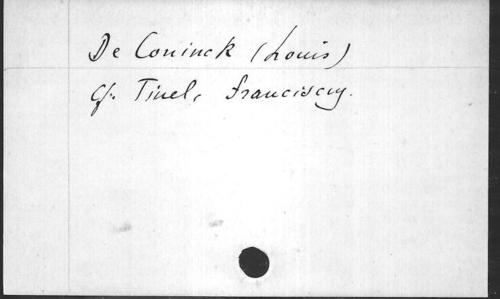 De Coninck (Louis)
Cf. Tinel, Franciscus.